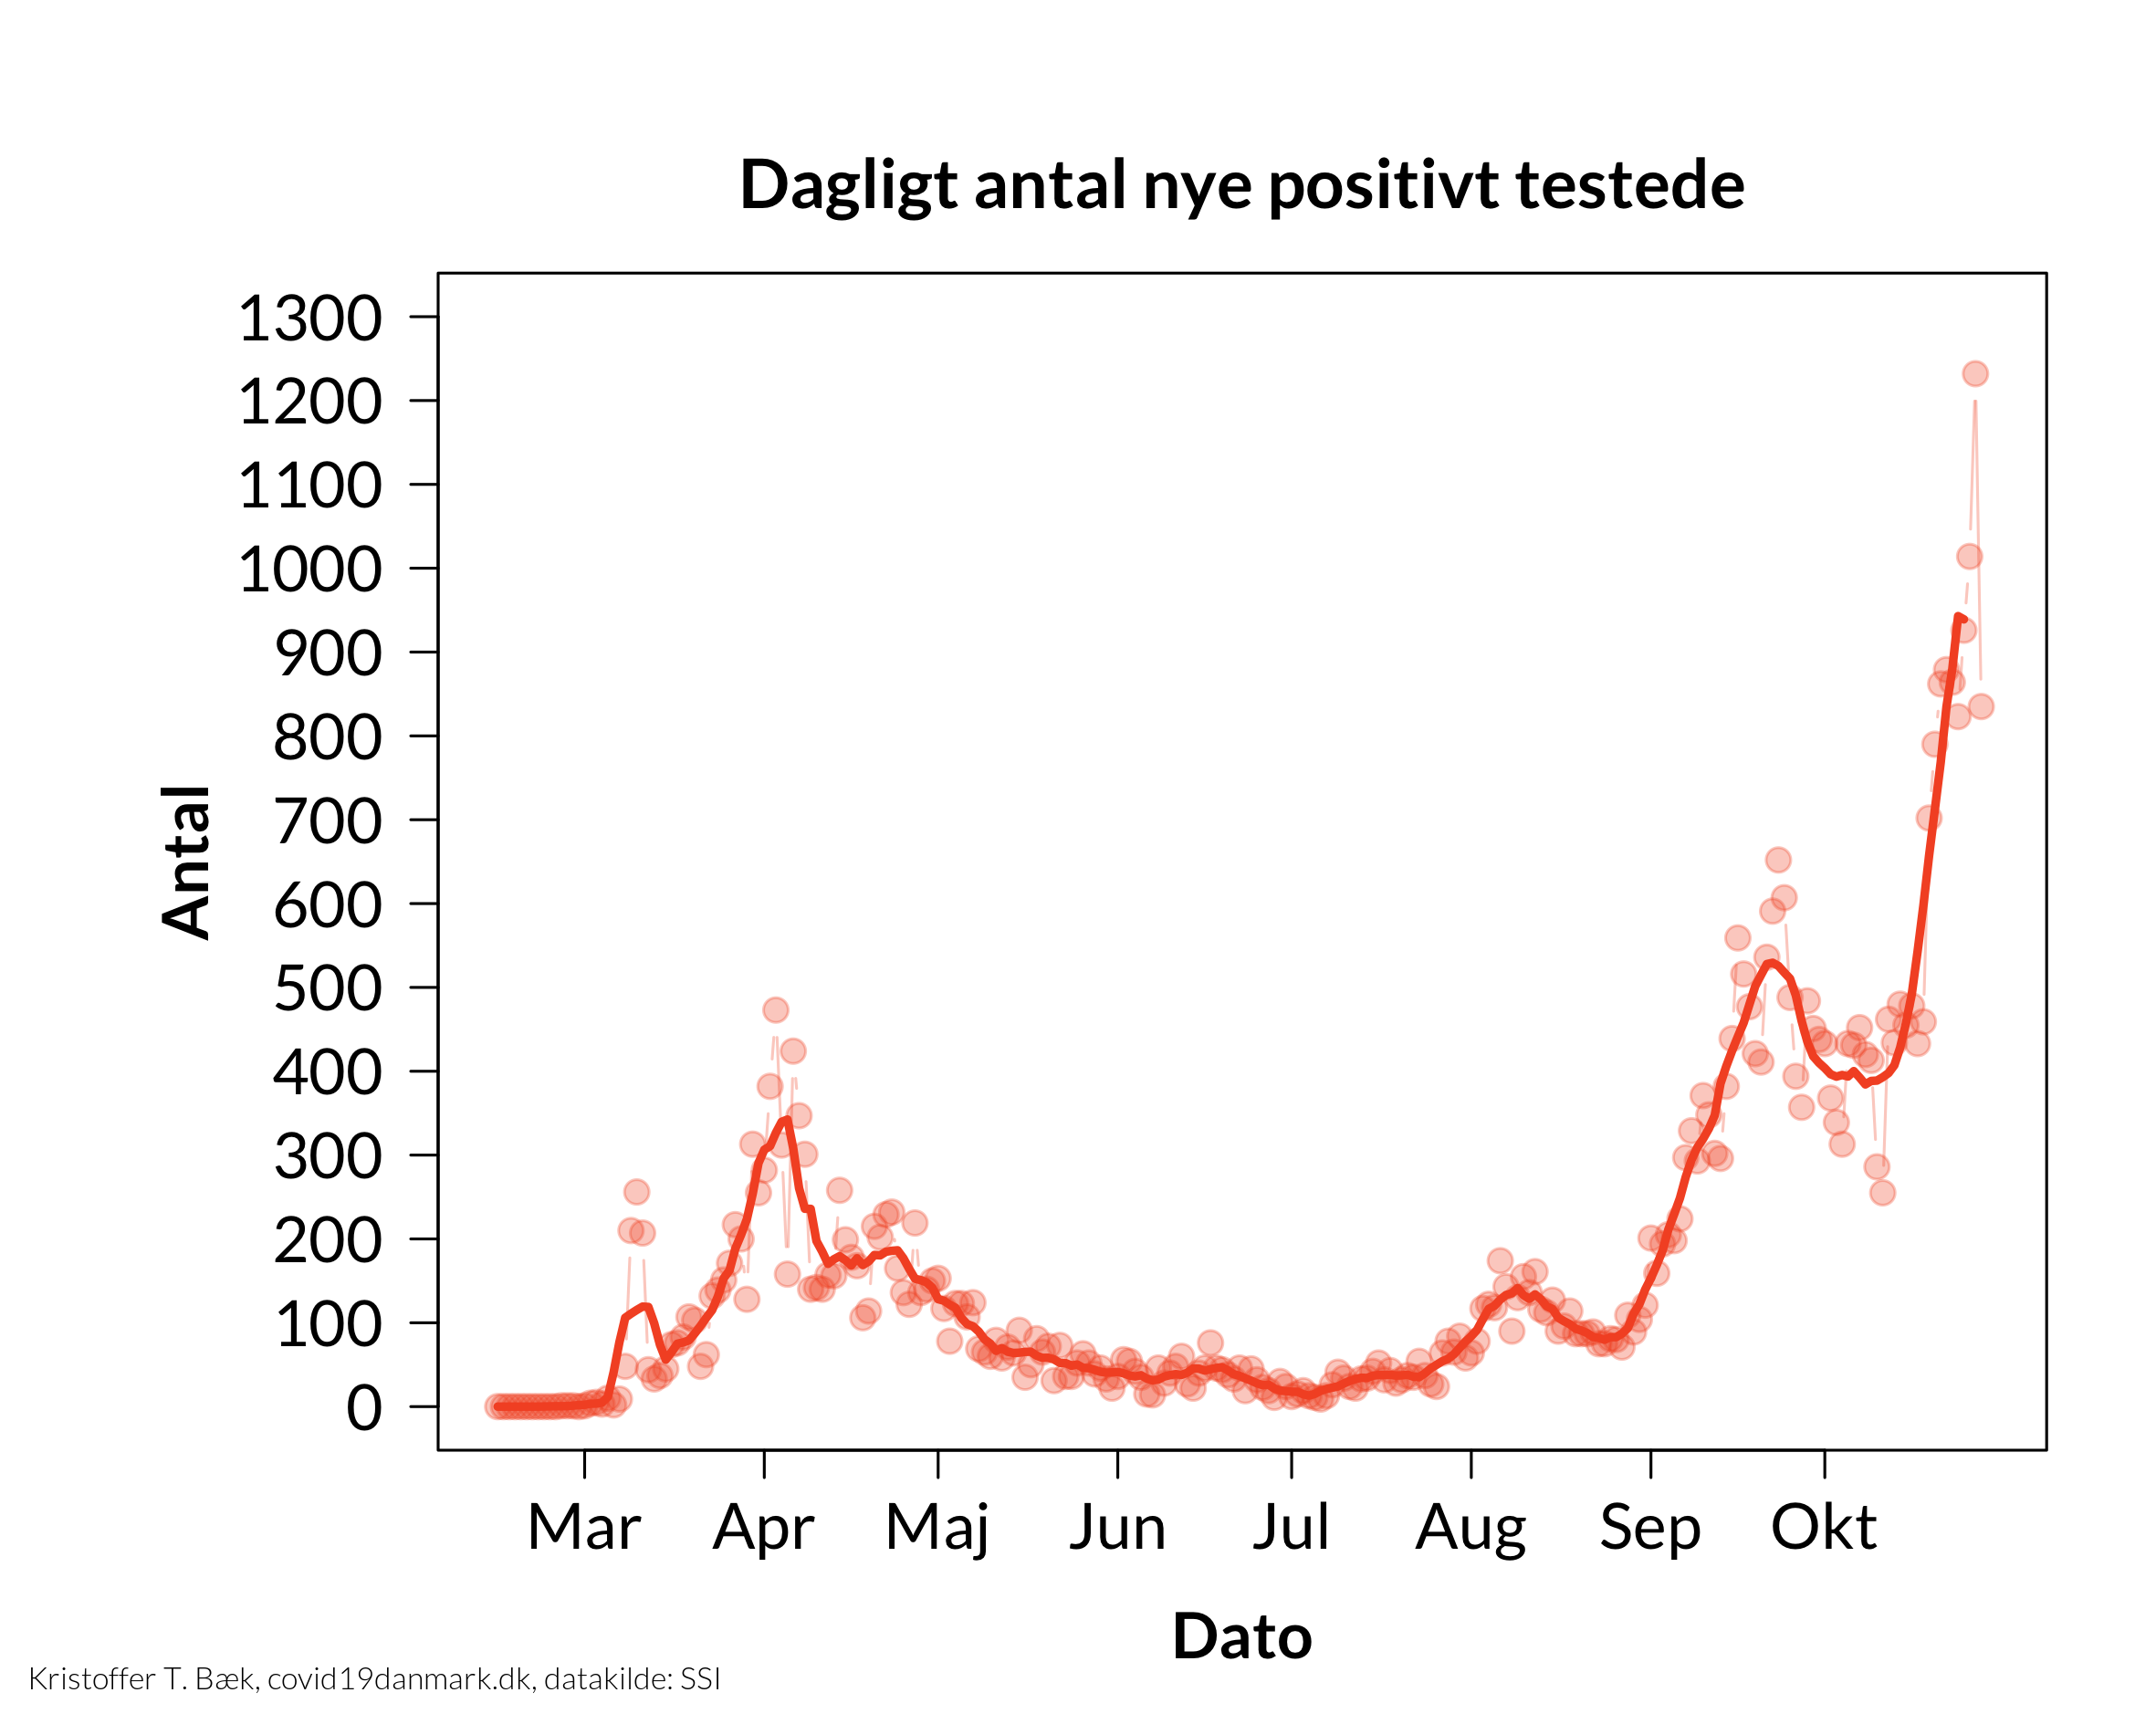 Dagligt antal nye positivt testede
1300
1200
1100
1000
900
800
700
600
500
400
300
200
100
0
Antal
Mar Apr Maj Jun Jul Aug Sep Okt
Dato
Kristoffer T. Bæk, covid19danmark.dk, datakilde: SSI